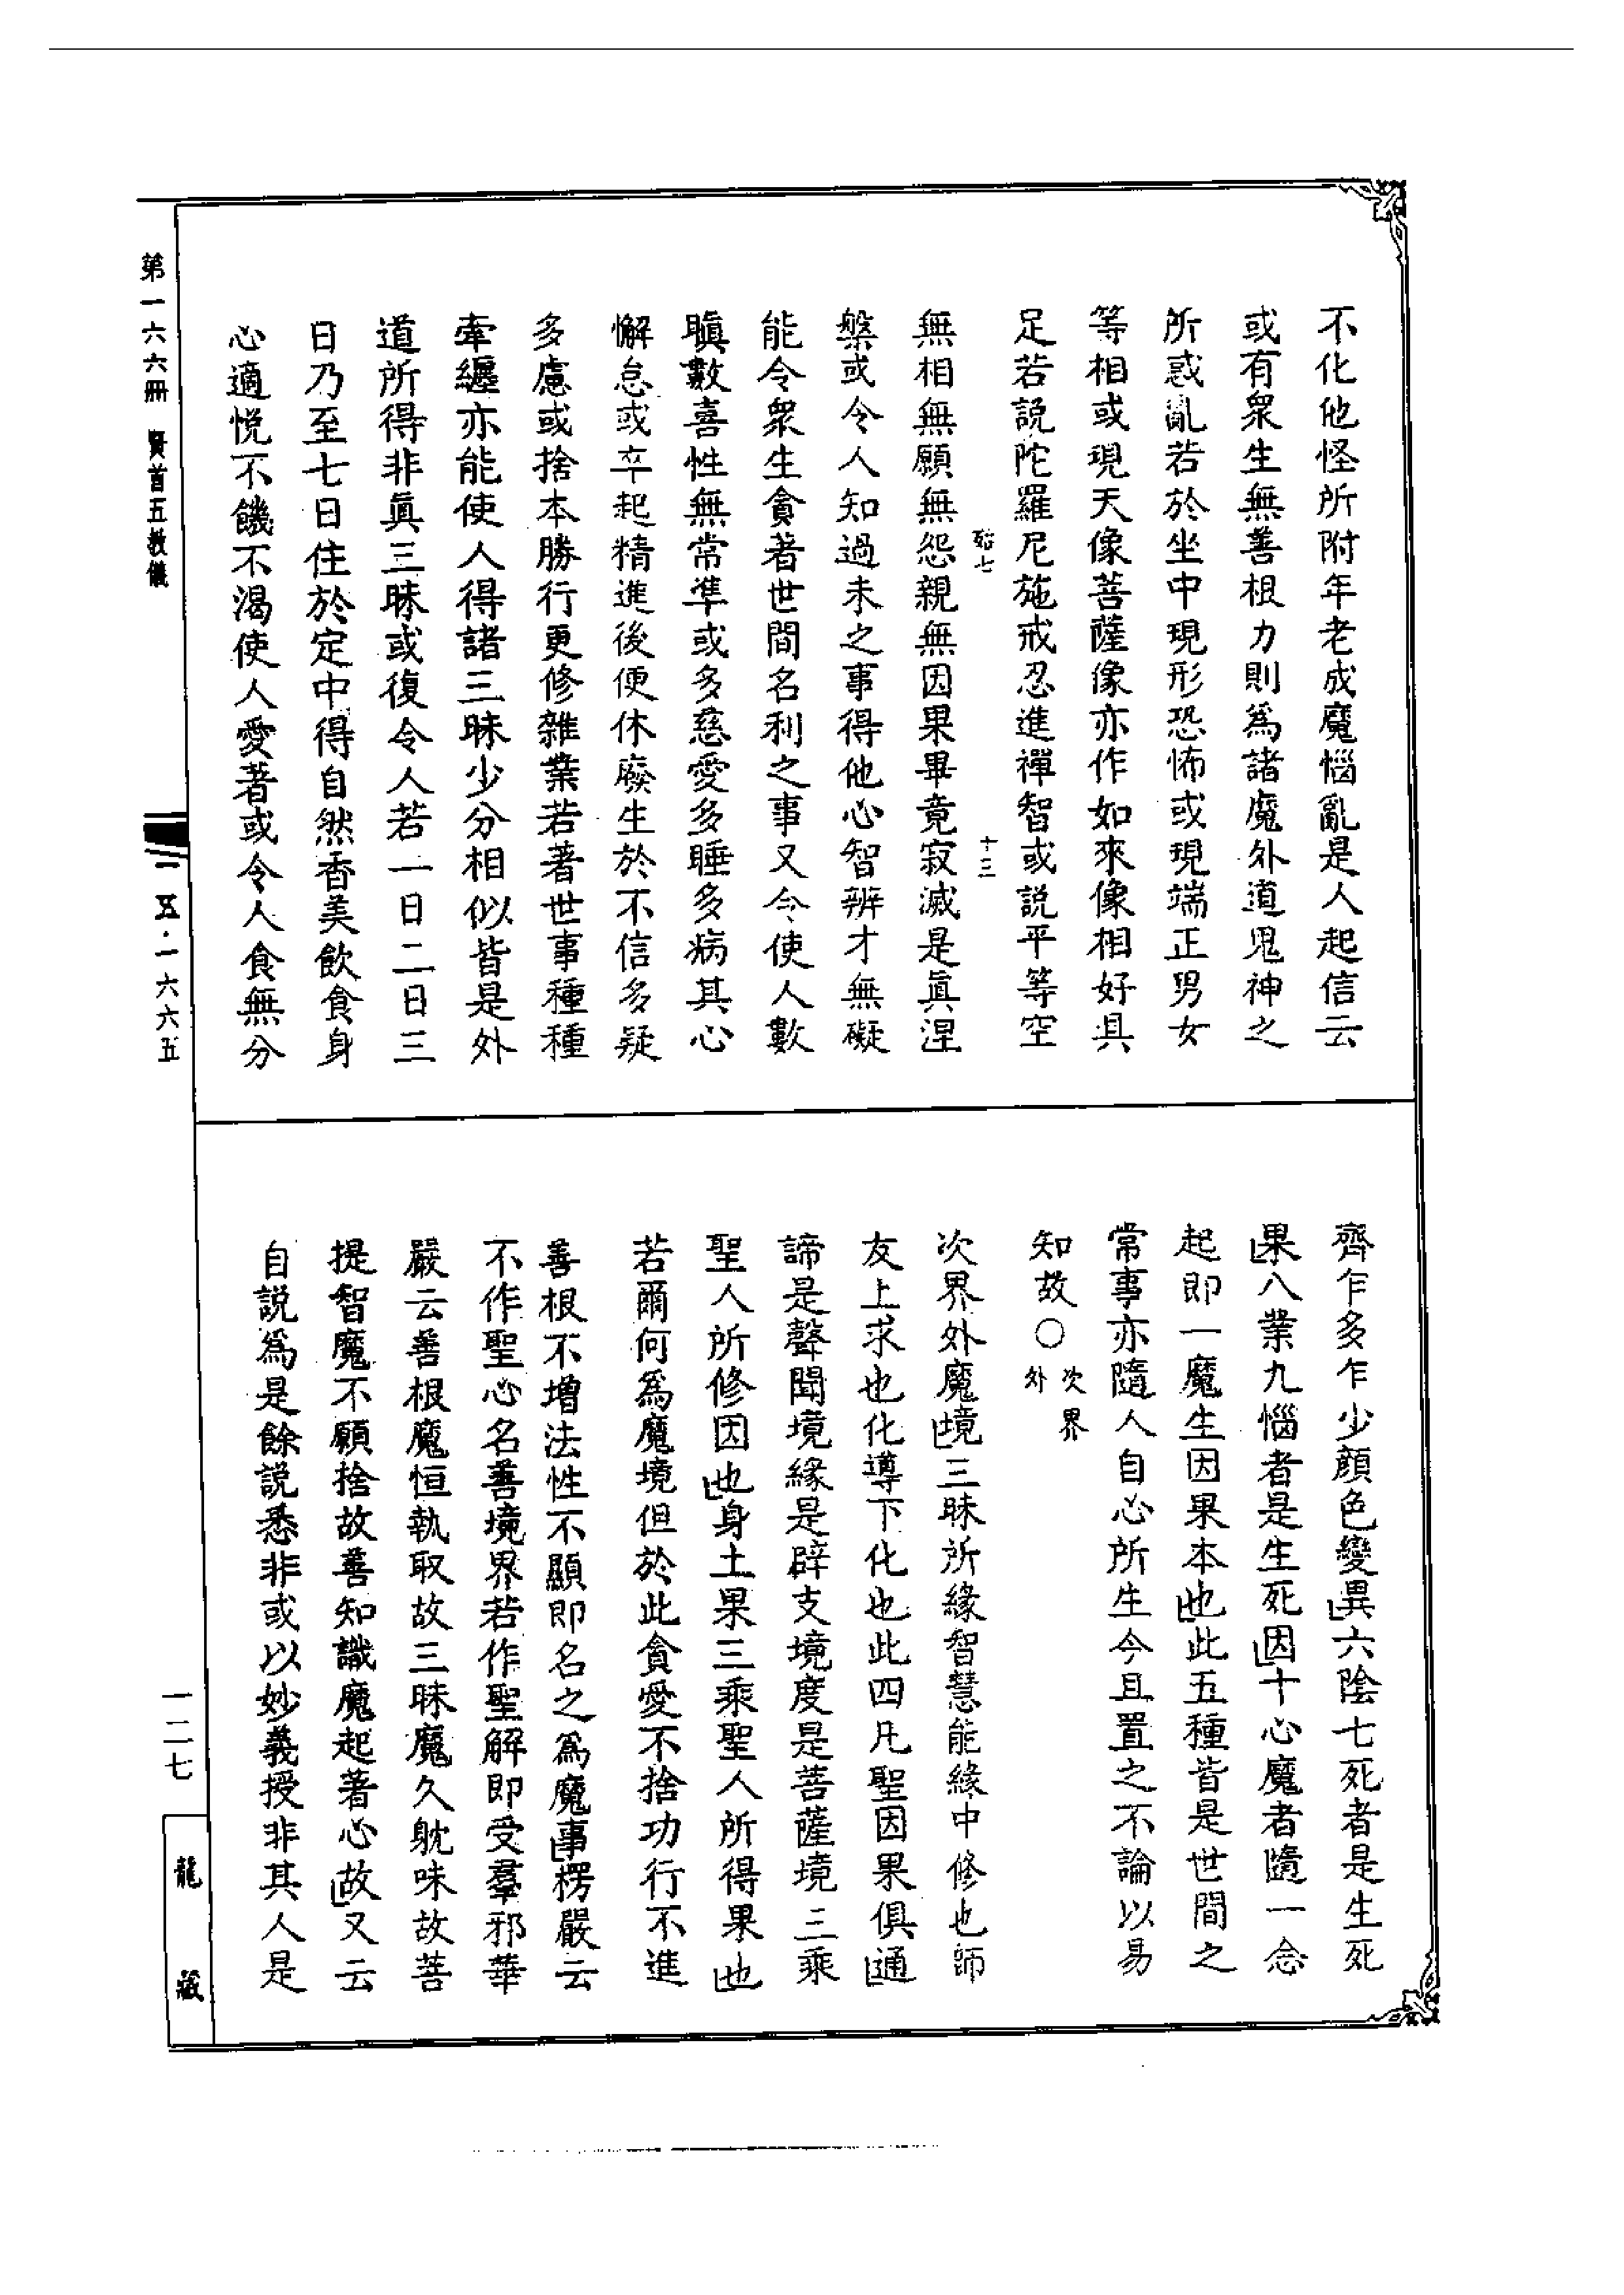 不化他怪所附年老成魔惱亂是人起信云
或有衆生無善根力則爲諸魔外道鬼神之
所惑亂若於坐中現形恐怖或現端正男女
等相或現天像菩薩像亦作如來像相好具
足若説陀羅尼施戒忍進禪智或説平等空
十三
無相無願無怨親無因果畢竟寂滅是眞涅
槃或令人知過未之事得他心智辨才無礙
能令衆生貪著世間名利之事又令使人數
瞋數喜性無常準或多慈愛多睡多病其心
懈怠或卒起精進後便休廢生於不信多疑
多慮或捨本勝行更修雜業若著世事種種
牽纏亦能使人得諸三昧少分相似皆是外
道所得非眞三昧或復令人若一日二日三
日乃至七日住於定中得自然香美飲食身
心適悅不饑不渴使人愛著或令人食無分
齊乍多乍少顔色變異六陰七死者是生死
果八業九惱者是生死因十心魔者隨一念
起即一魔生因果本也此五種皆是世間之
常事亦隨人自心所生今且置之不論以易
知故○次界外
次界外魔境三昧所緣智慧能緣中修也師
友上求也化導下化也此四凡聖因果俱通
諦是聲聞境緣是辟支境度是菩薩境三乘
聖人所修因也身土果三乘聖人所得果也
若爾何爲魔境但於此貪愛不捨功行不進
善根不增法性不顯即名之爲魔事楞嚴云
不作聖心名善境界若作聖解即受羣邪華
嚴云善根魔恒執取故三昧魔久躭味故菩
提智魔不願捨故善知識魔起著心故又云
自説爲是餘説悉非或以妙義授非其人是
第一六六冊 賢首五教儀
一五·一六六五
一二七
龍藏